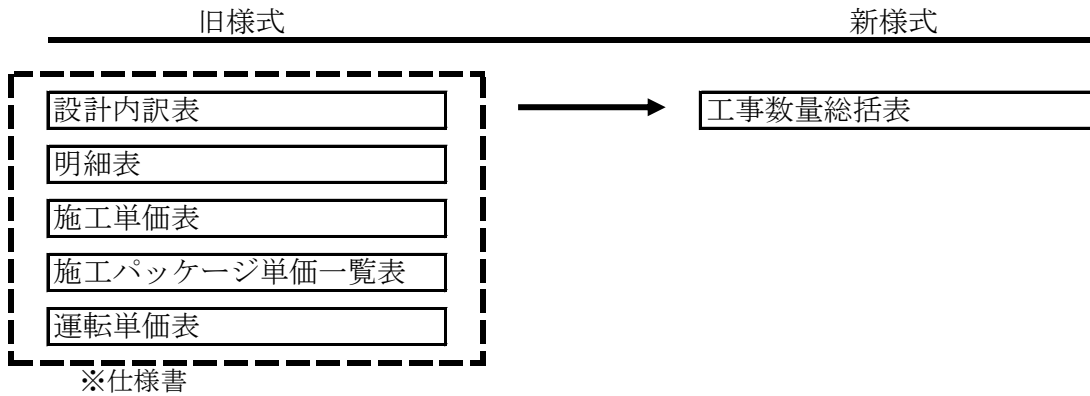 旧様式 新様式
設計内訳表 工事数量総括表
明細表
施工単価表
施工パッケージ単価一覧表
運転単価表
※仕様書